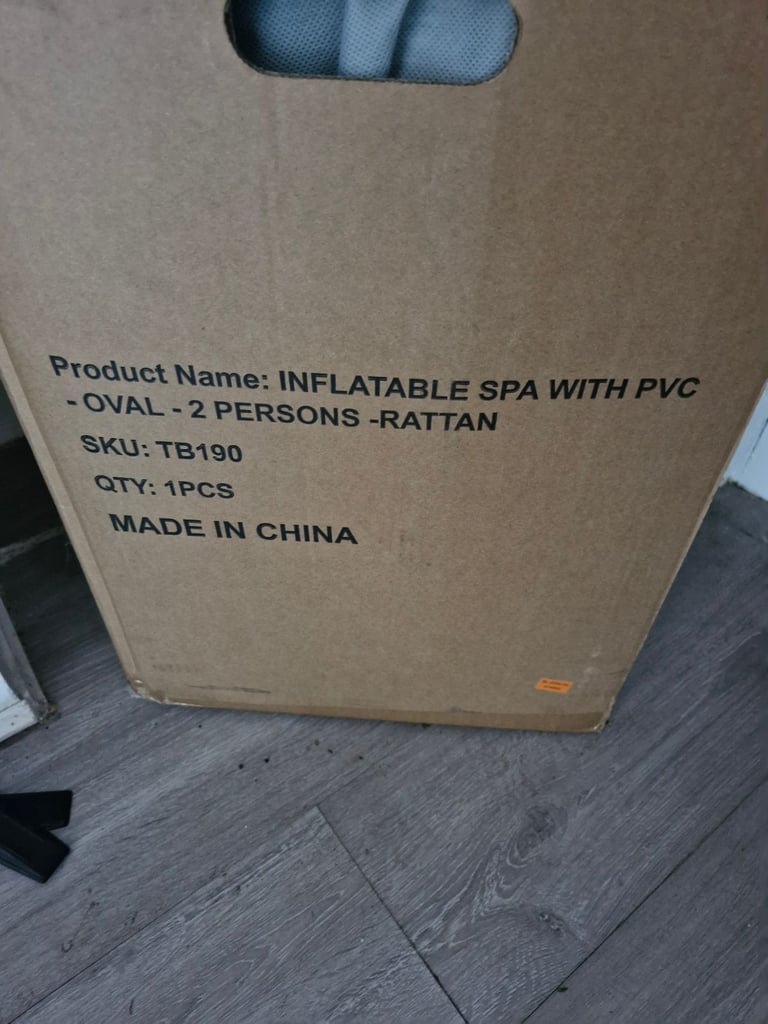 Product Name: INFLATABLE SPA WITH PVC
- OVAL - 2 PERSONS -RATTAN
SKU: TB190
QTY: 1PCS
MADE IN CHINA